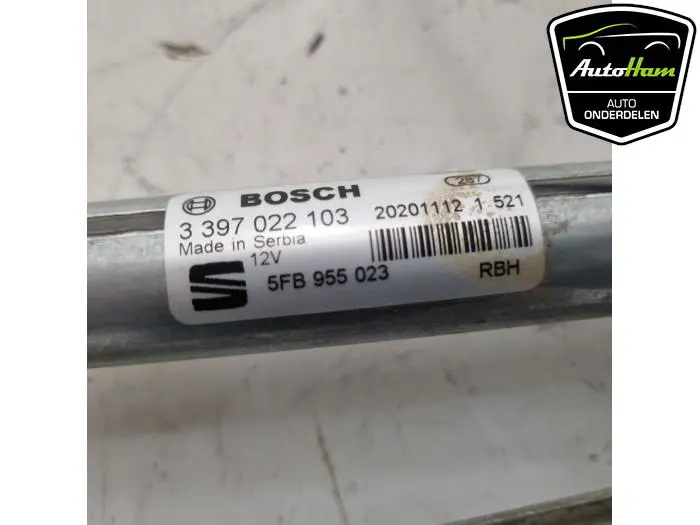 AutoHam
AUTO
ONDERDELEN
BOSCH
287
3 397 022 103
20201112 1 521
Made in Serbia
12V
5FB 955 023
RBH